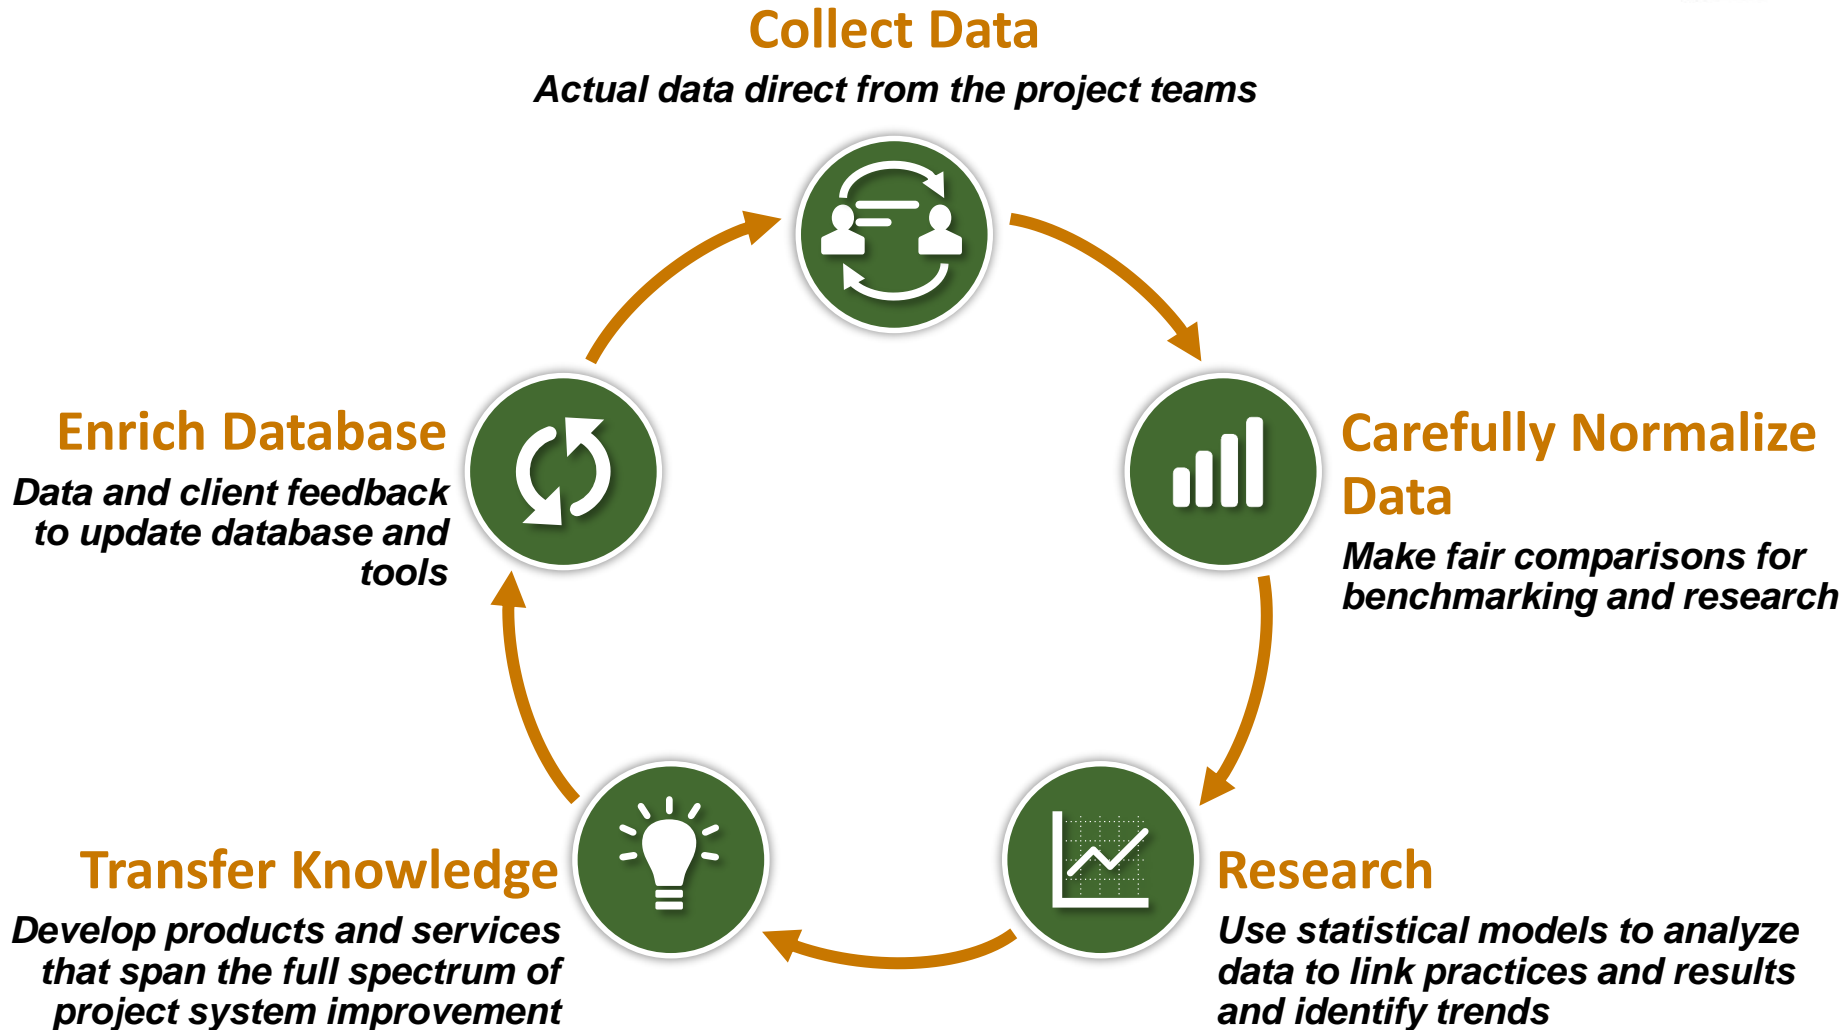 Collect Data
Actual data direct from the project teams
Carefully Normalize
Data
Make fair comparisons for
benchmarking and research
Research
Use statistical models to analyze
data to link practices and results
and identify trends
Transfer Knowledge
Develop products and services
that span the full spectrum of
project system improvement
Enrich Database
Data and client feedback
to update database and
tools